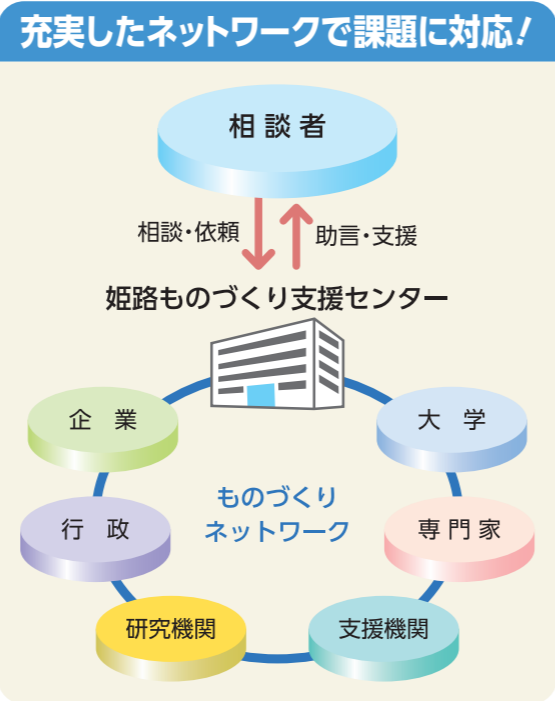 充実したネットワークで課題に対応!
相談者
相談・依頼
助言・支援
姫路ものづくり支援センター
企業
大学
ものづくり
ネットワーク
行政
専門家
研究機関
支援機関